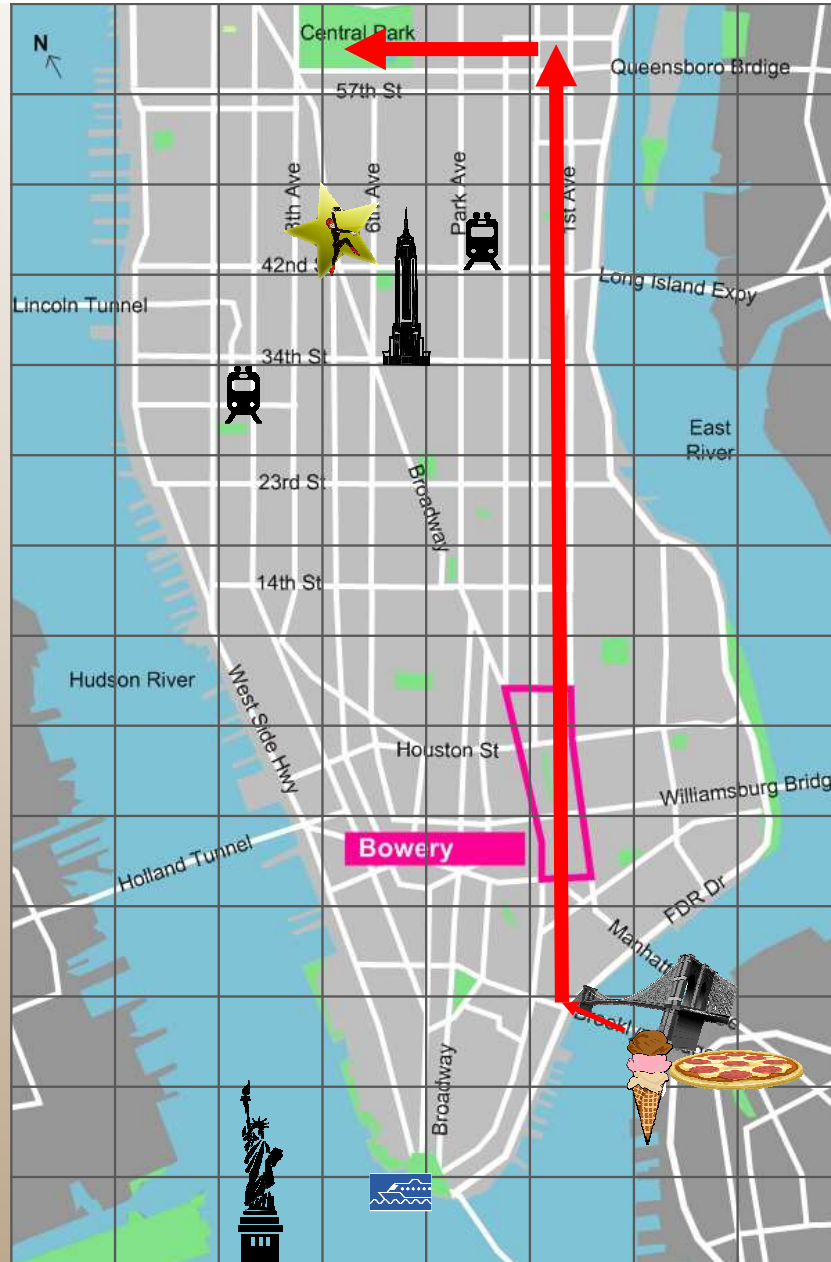 N
Central Park
Queensboro Brdige
57th St
6th Ave
Park Ave
1st Ave
42nd
Long Island Expy
Lincoln Tunnel
34th St
East
River
23rd St
Broadway
14th St
Hudson River
West Side Hwy
Houston St
Williamsburg Bridg
Bowery
Holland Tunnel
FDR Dr
Broadway